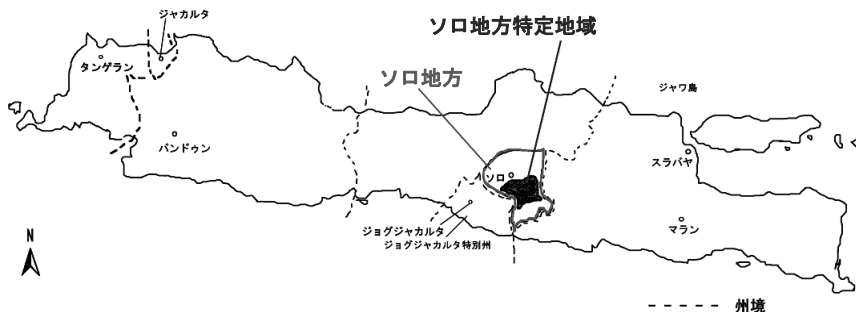 ジャカルタ
ソロ地方特定地域
タンゲラン
ソロ地方
ジャワ島
バンドゥン
スラバヤ
ソロ
ジョグジャカルタ
ジョグジャカルタ特別州
マラン
N
州境